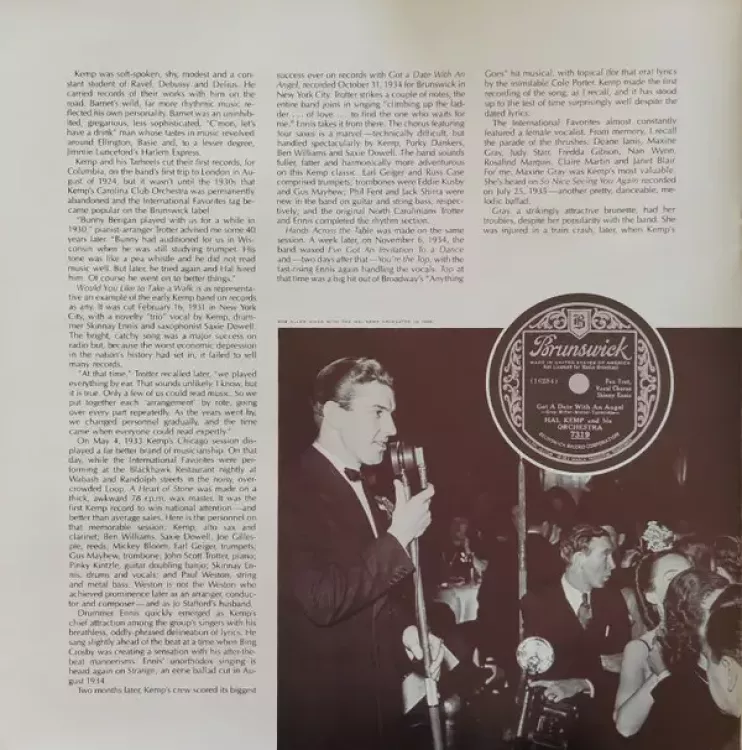 Kemp was soft-spoken, shy, modest and a con-
stant student of Ravel, Debussy and Delius. He
carried records of their works with him on the
road. Barnet's wild, far more rhythmic music re-
flected his own personality. Barnet was an uninhib-
ited, gregarious, less sophisticated, "C'mon, let's
have a drink" man whose tastes in music revolved
around Ellington, Basie and, to a lesser degree,
Jimmie Lunceford's Harlem Express.
Kemp and his Tarheels cut their first records, for
Columbia, on the band's first trip to London in Au-
gust of 1924, but it wasn't until the 1930s that
Kemp's Carolina Club Orchestra was permanently
abandoned and the International Favorites tag be-
came popular on the Brunswick label.
"Bunny Berigan played with us for a while in
1930," pianist-arranger Trotter advised me some 40
years later. "Bunny had auditioned for us in Wis-
consin when he was still studying trumpet. His
tone was like a pea whistle and he did not read
music well. But later, he tried again and Hal hired
him. Of course he went on to better things."
Would You Like to Take a Walk is as representa-
tive an example of the early Kemp band on records
as any. It was cut February 16, 1931 in New York
City, with a novelty "trio" vocal by Kemp, drum-
mer Skinnay Ennis and saxophonist Saxie Dowell.
The bright, catchy song was a major success on
radio but, because the worst economic depression
in the nation's history had set in, it failed to sell
many records.
"At that time," Trotter recalled later, "we played
everything by ear. That sounds unlikely I know, but
it is true. Only a few of us could read music. So we
put together each 'arrangement' by rote, going
over every part repeatedly. As the years went by,
we changed personnel gradually, and the time
came when everyone could read expertly."
On May 4, 1933 Kemp's Chicago session dis-
played a far better brand of musicianship. On that
day, while the International Favorites were per-
forming at the Blackhawk Restaurant nightly at
Wabash and Randolph streets in the noisy, over-
crowded Loop, A Heart of Stone was made on a
thick, awkward 78 r.p.m. wax master. It was the
first Kemp record to win national attention—and
better than average sales. Here is the personnel on
that memorable session: Kemp, alto sax and
clarinet; Ben Williams, Saxie Dowell, Joe Gilles-
pie, reeds; Mickey Bloom, Earl Geiger, trumpets;
Gus Mayhew, trombone; John Scott Trotter, piano;
Pinky Kintzle, guitar doubling banjo; Skinnay En-
nis, drums and vocals; and Paul Weston, string
and metal bass. Weston is not the Weston who
achieved prominence later as an arranger, conduc-
tor and composer—and as Jo Stafford's husband.
Drummer Ennis quickly emerged as Kemp's
chief attraction among the group's singers with his
breathless, oddly phrased delineation of lyrics. He
sang slightly ahead of the beat at a time when Bing
Crosby was creating a sensation with his after-the-
beat mannerisms. Ennis' unorthodox singing is
heard again on Strange, an eerie ballad cut in Au-
gust 1934.
Two months later, Kemp's crew scored its biggest
success ever on records with Got a Date With An
Angel, recorded October 31, 1934 for Brunswick in
New York City. Trotter strikes a couple of notes, the
entire band joins in singing "climbing up the lad-
der . . . of love . . . to find the one who waits for
me." Ennis takes it from there. The chorus featuring
four saxes is a marvel—technically difficult, but
handled spectacularly by Kemp, Porky Dankers,
Ben Williams and Saxie Dowell. The band sounds
fuller, fatter and harmonically more adventurous
on this Kemp classic. Earl Geiger and Russ Case
comprised trumpets; trombones were Eddie Kusby
and Gus Mayhew; Phil Fent and Jack Shirra were
new in the band on guitar and string bass, respec-
tively; and the original North Carolinians Trotter
and Ennis completed the rhythm section.
Hands Across the Table was made on the same
session. A week later, on November 6, 1934, the
band waxed I've Got An Invitation To a Dance
and—two days after that—You're the Top, with the
fast-rising Ennis again handling the vocals. Top at
that time was a big hit out of Broadway's "Anything
Goes" hit musical, with topical (for that era) lyrics
by the inimitable Cole Porter. Kemp made the first
recording of the song, as I recall, and it has stood
up to the test of time surprisingly well despite the
dated lyrics.
The International Favorites almost constantly
featured a female vocalist. From memory, I recall
the parade of the thrushes: Deane Janis, Maxine
Gray, Judy Starr, Fredda Gibson, Nan Wynn,
Rosalind Marquis, Claire Martin and Janet Blair.
For me, Maxine Gray was Kemp's most valuable.
She's heard on So Nice Seeing You Again recorded
on July 25, 1935—another pretty, danceable, me-
lodic ballad.
Gray, a strikingly attractive brunette, had her
troubles, despite her popularity with the band. She
was injured in a train crash, later, when Kemp's
Brunswick
MADE IN UNITED STATES OF AMERICA
(16284)
Fox Trot,
Vocal Chorus
Skinny Ennis
Got A Date With An Angel
HAL KEMP and his
ORCHESTRA
7319
BRUNSWICK RECORD CORPORATION